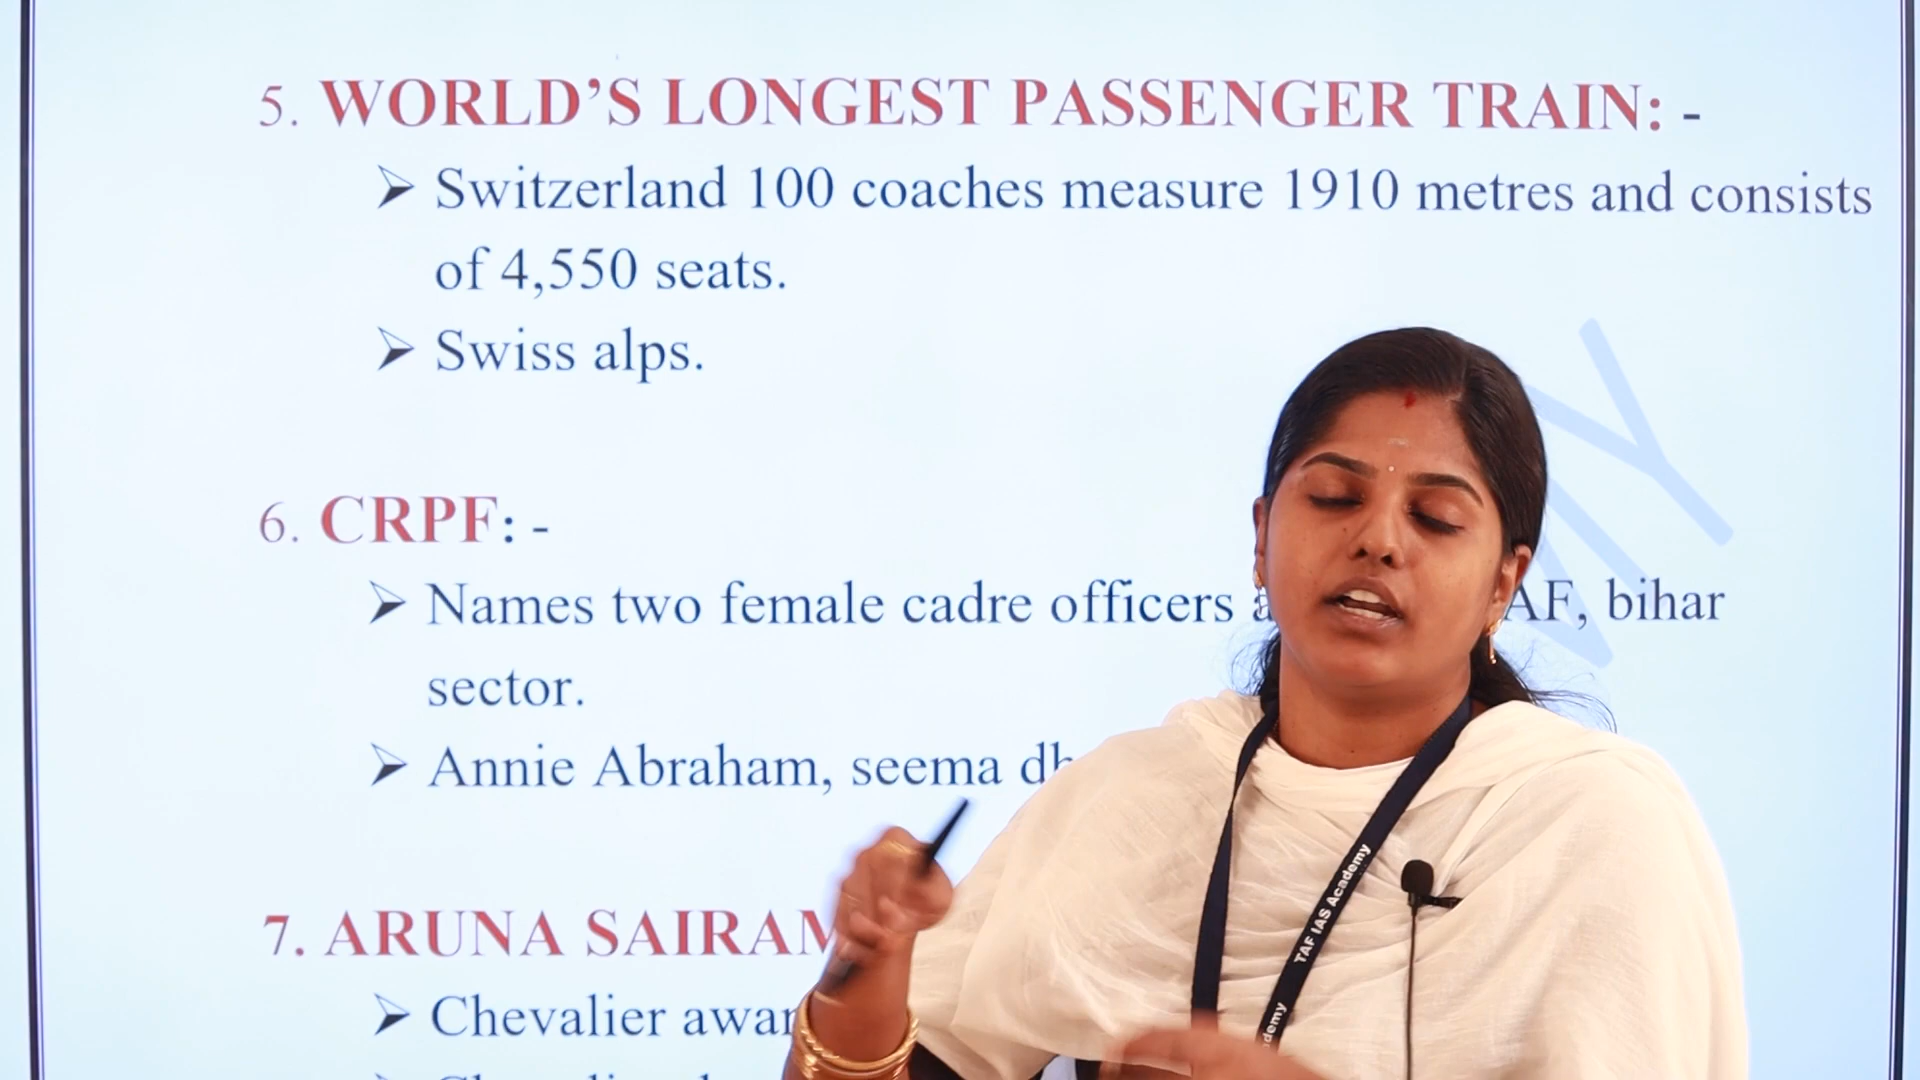 5. WORLD’S LONGEST PASSENGER TRAIN: -
➢ Switzerland 100 coaches measure 1910 metres and consists
of 4,550 seats.
➢ Swiss alps.
6. CRPF: -
➢ Names two female cadre officers AF, bihar
sector.
➢ Annie Abraham, seema
7. ARUNA SAIRAM
➢ Chevalier
TAF IAS Academy